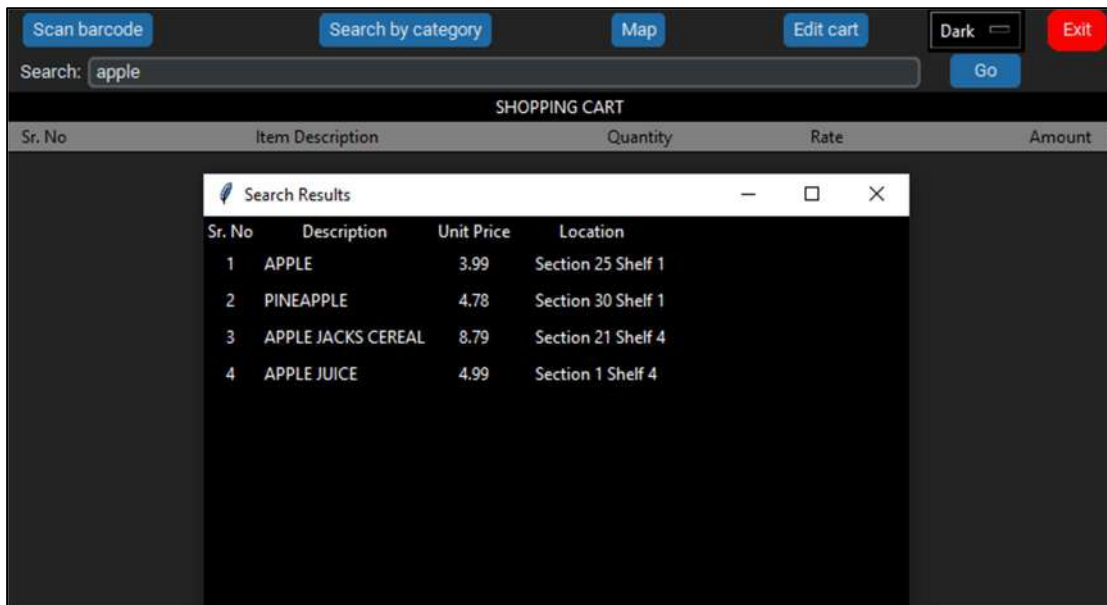 Scan barcode Search by category Map Edit cart Dark Exit
Search: apple Go
SHOPPING CART
Sr. No Item Description Quantity Rate Amount
Search Results
Sr. No Description Unit Price Location
1 APPLE 3.99 Section 25 Shelf 1
2 PINEAPPLE 4.78 Section 30 Shelf 1
3 APPLE JACKS CEREAL 8.79 Section 21 Shelf 4
4 APPLE JUICE 4.99 Section 1 Shelf 4